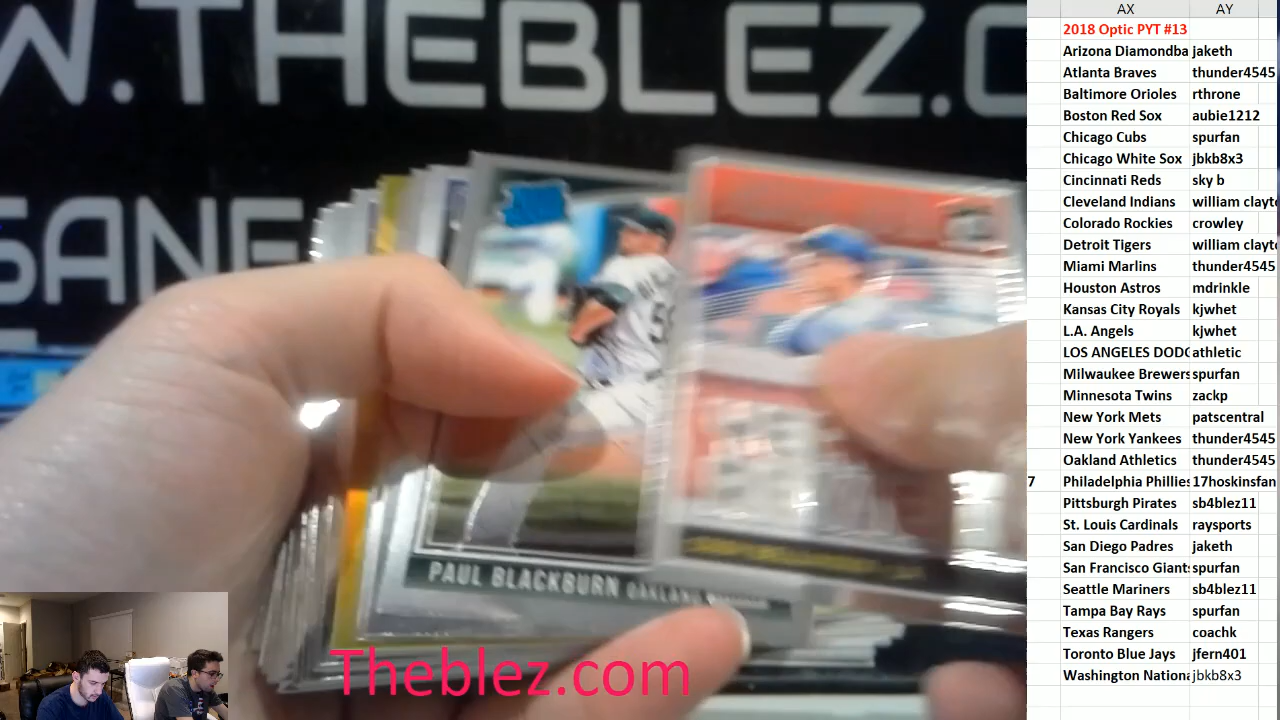 W.THEBLEZ.C
SANE
PAUL BLACKBURN OAKLAND
Theblez.com
AX AY
2018 Optic PYT #13
Arizona Diamondba jaketh
Atlanta Braves thunder4545
Baltimore Orioles rthrone
Boston Red Sox aubie1212
Chicago Cubs spurfan
Chicago White Sox jbkb8x3
Cincinnati Reds sky b
Cleveland Indians william clayto
Colorado Rockies crowley
Detroit Tigers william clayto
Miami Marlins thunder4545
Houston Astros mdrinkle
Kansas City Royals kjwhet
L.A. Angels kjwhet
LOS ANGELES DODG athletic
Milwaukee Brewers spurfan
Minnesota Twins zackp
New York Mets patscentral
New York Yankees thunder4545
Oakland Athletics thunder4545
7 Philadelphia Phillies 17hoskinsfan
Pittsburgh Pirates sb4blez11
St. Louis Cardinals raysports
San Diego Padres jaketh
San Francisco Giants spurfan
Seattle Mariners sb4blez11
Tampa Bay Rays spurfan
Texas Rangers coachk
Toronto Blue Jays jfern401
Washington Nationa jbkb8x3